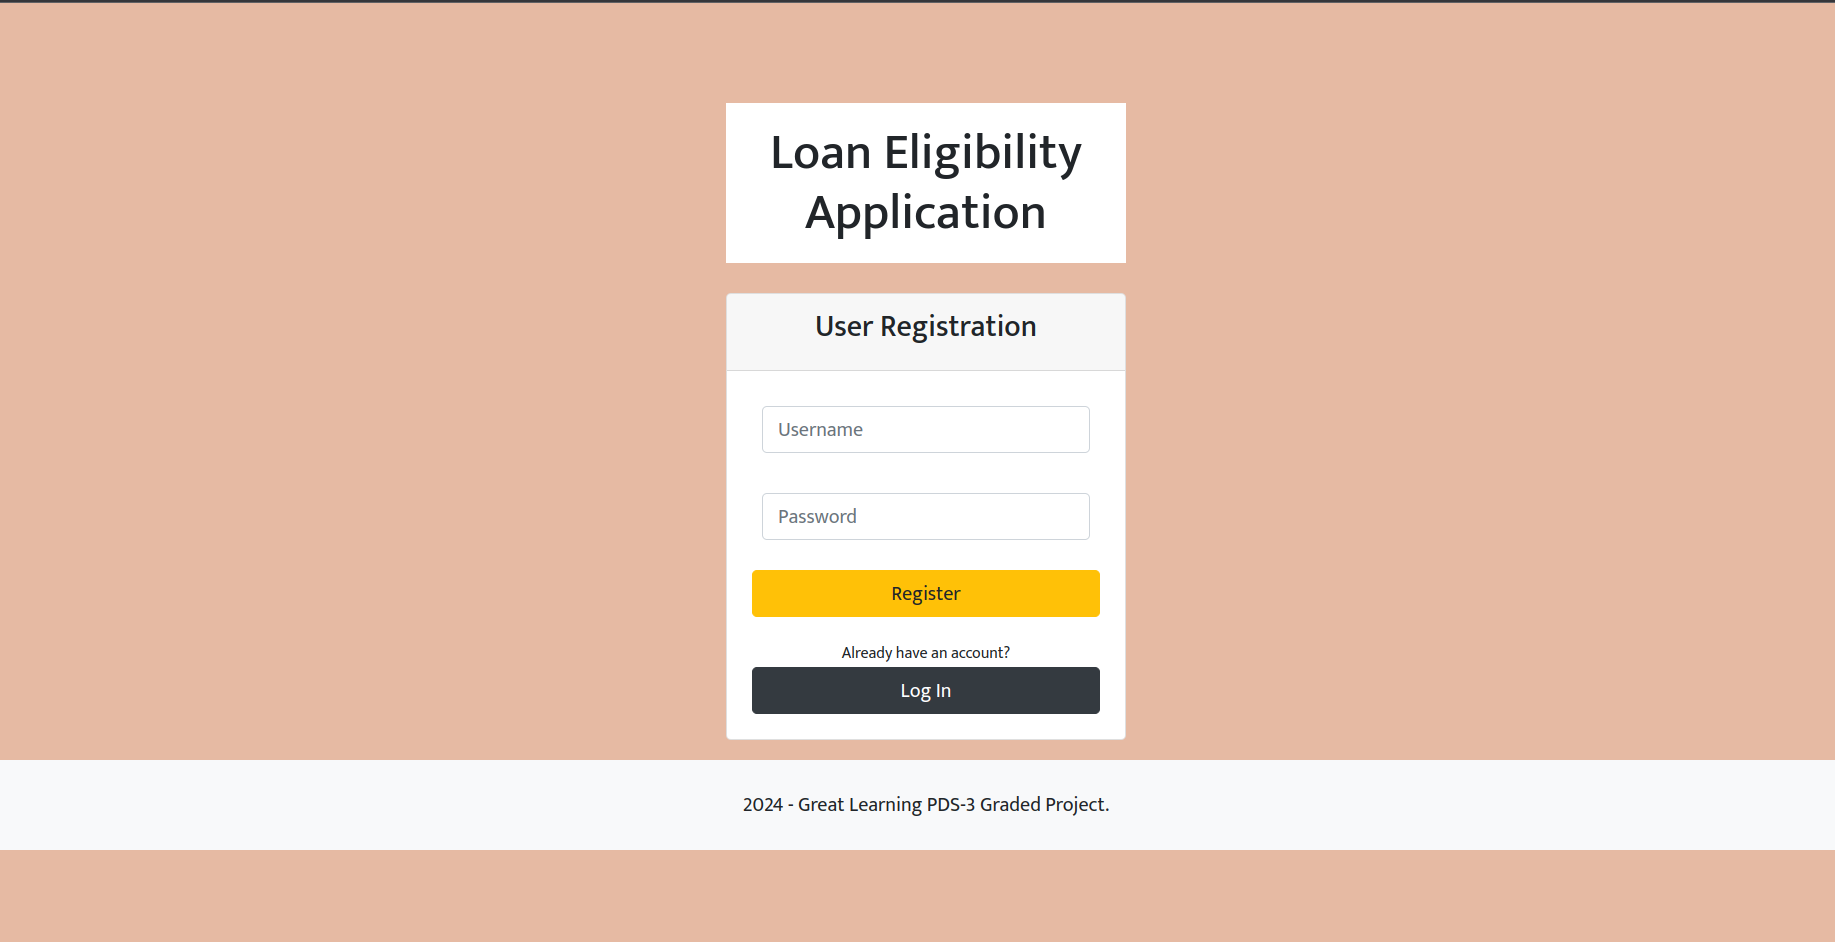 Loan Eligibility
Application
User Registration
Username
Password
Register
Already have an account?
Log In
2024 - Great Learning PDS-3 Graded Project.